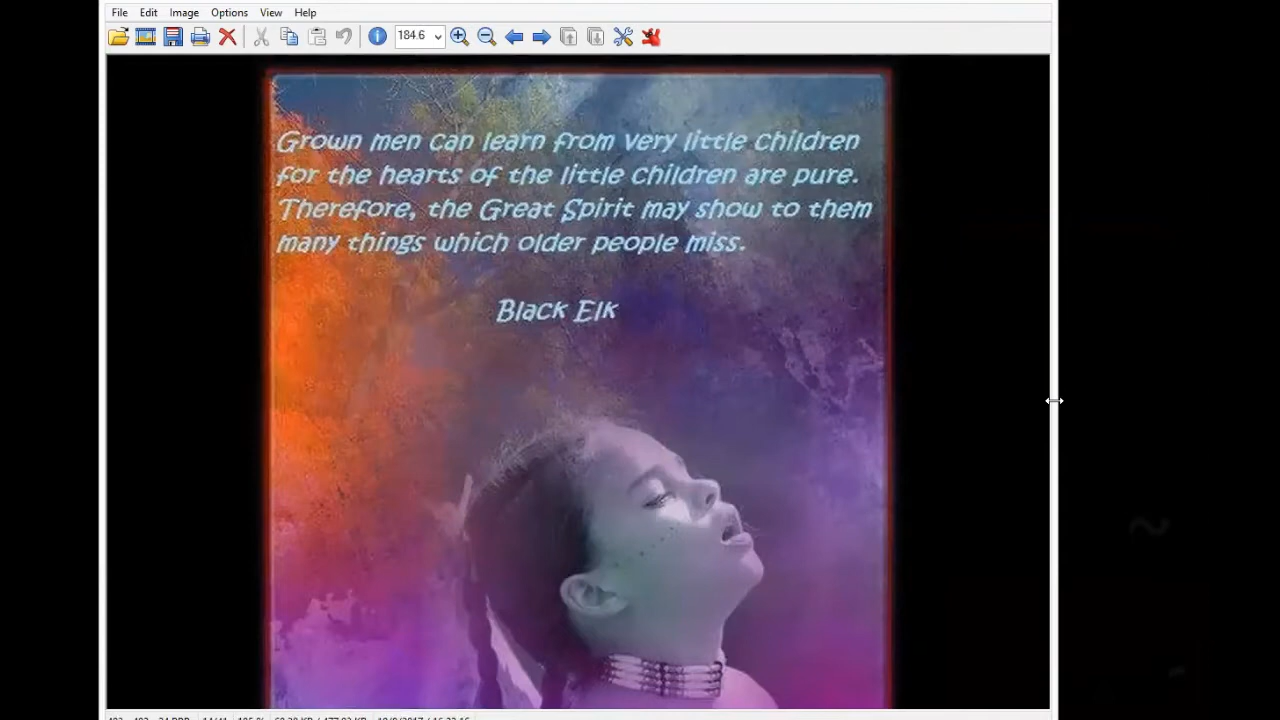 File Edit Image Options View Help
184.6
Grown men can learn from very little children
for the hearts of the little children are pure.
Therefore, the Great Spirit may show to them
many things which older people miss.
Black Elk